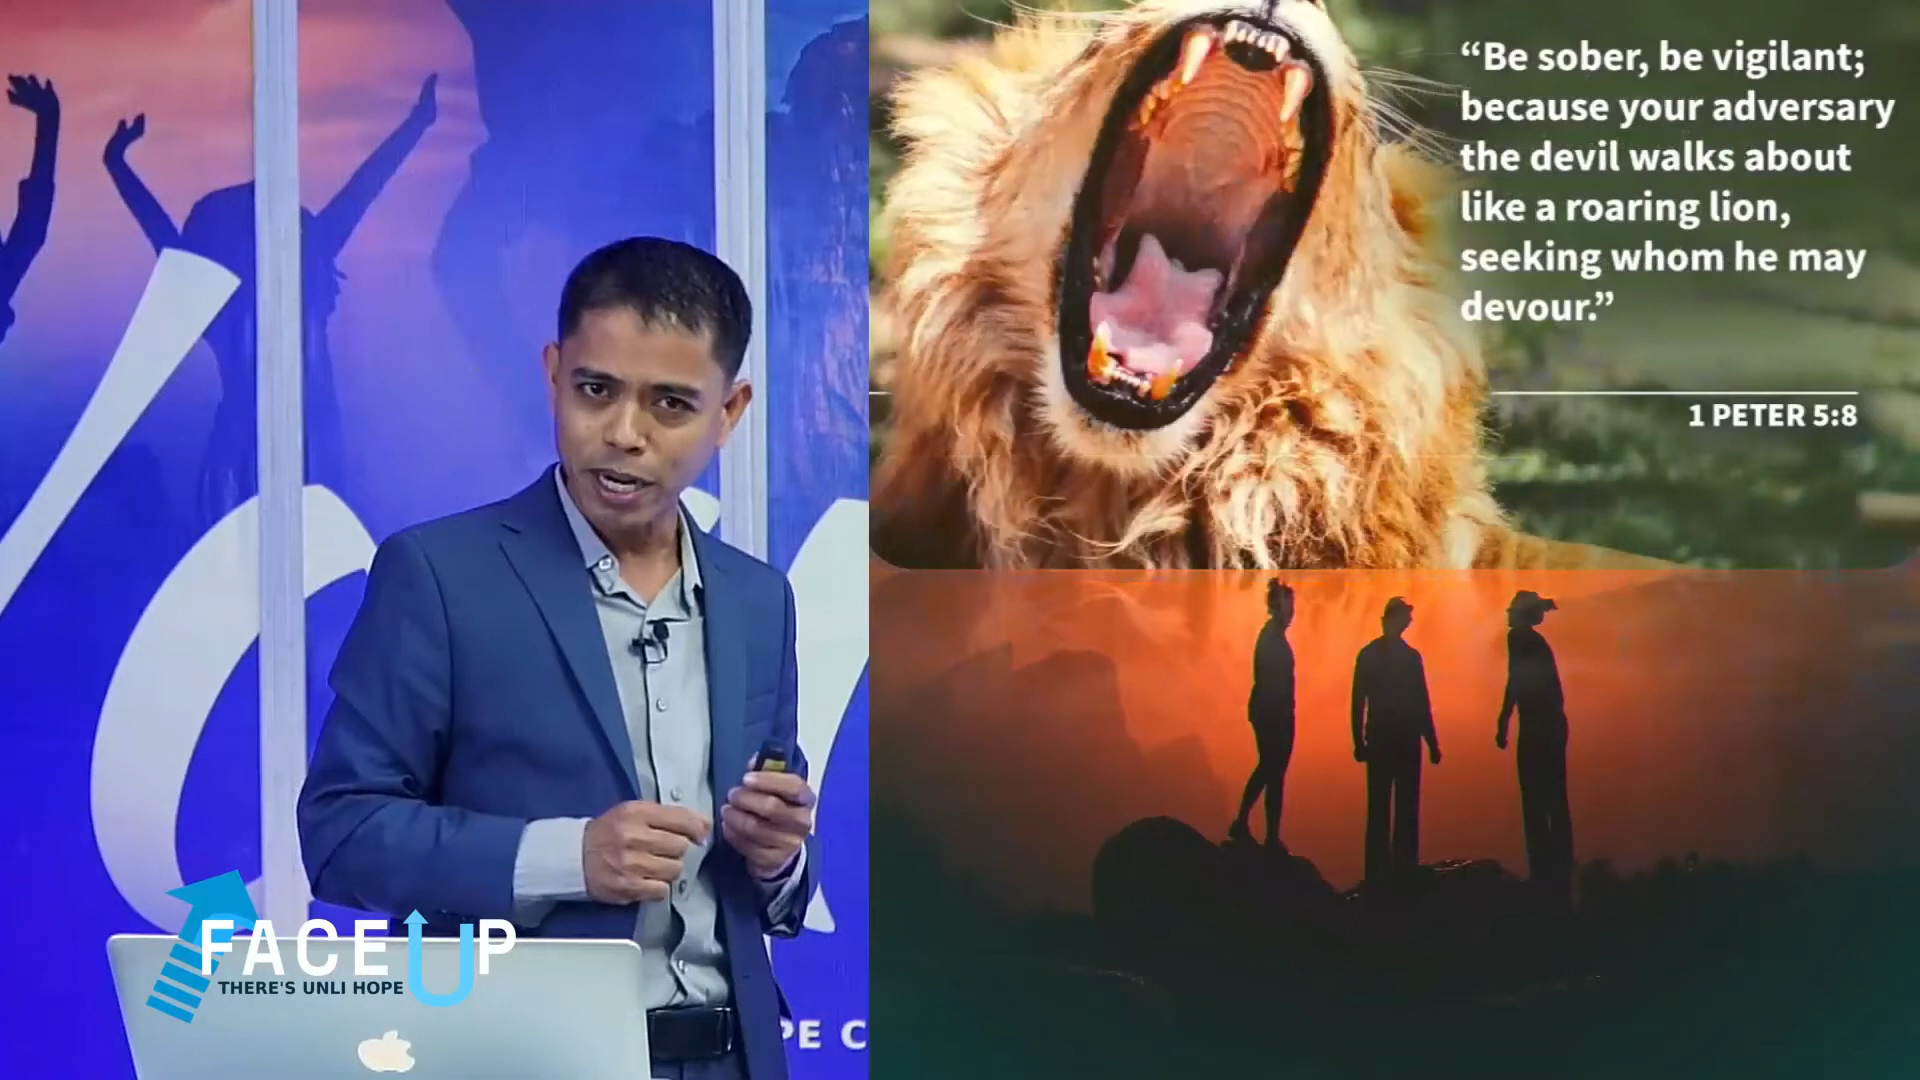 “Be sober, be vigilant;
because your adversary
the devil walks about
like a roaring lion,
seeking whom he may
devour.”
1 PETER 5:8
FACE UP
THERE'S UNLI HOPE